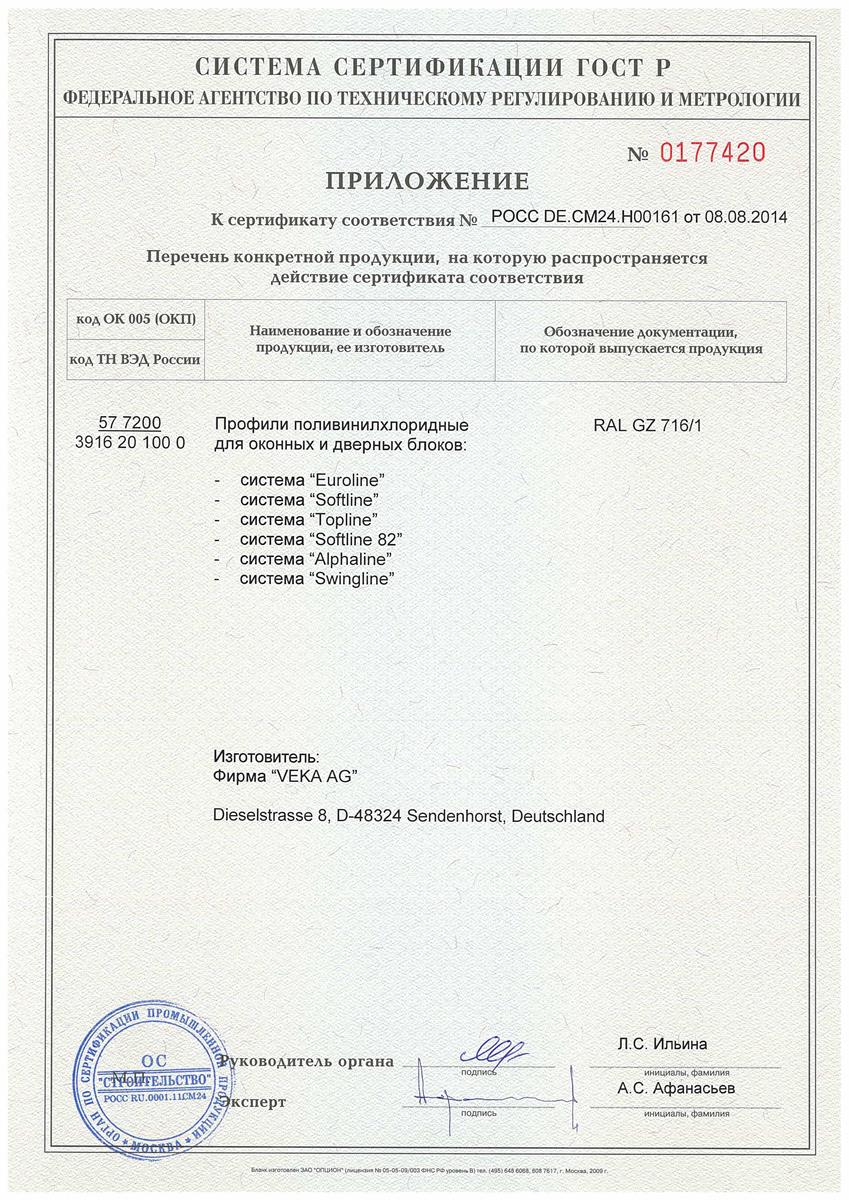 СИСТЕМА СЕРТИФИКАЦИИ ГОСТ Р
ФЕДЕРАЛЬНОЕ АГЕНТСТВО ПО ТЕХНИЧЕСКОМУ РЕГУЛИРОВАНИЮ И МЕТРОЛОГИИ
№ 0177420
ПРИЛОЖЕНИЕ
К сертификату соответствия № РОСС DE.СМ24.Н00161 от 08.08.2014
Перечень конкретной продукции, на которую распространяется
действие сертификата соответствия
код ОК 005 (ОКП)
код ТН ВЭД России
Наименование и обозначение
продукции, ее изготовитель
Обозначение документации,
по которой выпускается продукция
57 7200
3916 20 100 0
Профили поливинилхлоридные
для оконных и дверных блоков:
RAL GZ 716/1
- система “Euroline”
- система “Softline”
- система “Topline”
- система “Softline 82”
- система “Alphaline”
- система “Swingline”
Изготовитель:
Фирма “VEKA AG”
Dieselstrasse 8, D-48324 Sendenhorst, Deutschland
ОРГАН ПО СЕРТИФИКАЦИИ ПРОМЫШЛЕННОЙ ПРОДУКЦИИ
* МОСКВА *
ОС
"СТРОИТЕЛЬСТВО"
РОСС RU.0001.11СМ24
М.П.
Руководитель органа
подпись
Л.С. Ильина
инициалы, фамилия
Эксперт
подпись
А.С. Афанасьев
инициалы, фамилия
Бланк изготовлен ЗАО "ОПЦИОН" (лицензия № 05-05-09/003 ФНС РФ уровень В) тел. (495) 648 6068, 608 7617, г. Москва, 2009 г.